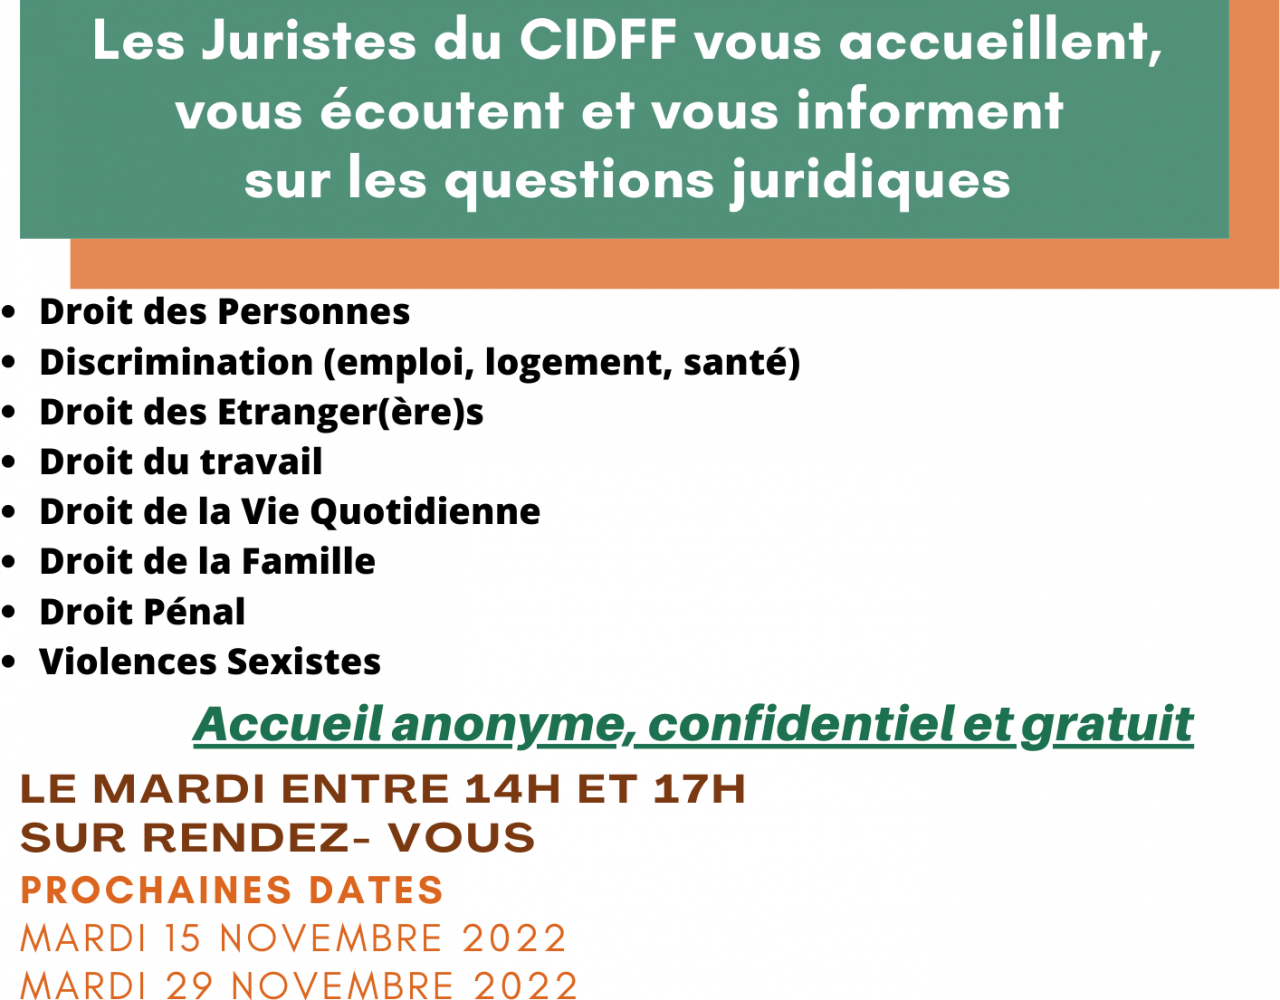 Les Juristes du CIDFF vous accueillent,
vous écoutent et vous informent
sur les questions juridiques
• Droit des Personnes
• Discrimination (emploi, logement, santé)
• Droit des Etranger(ère)s
• Droit du travail
• Droit de la Vie Quotidienne
• Droit de la Famille
• Droit Pénal
• Violences Sexistes
Accueil anonyme, confidentiel et gratuit
LE MARDI ENTRE 14H ET 17H
SUR RENDEZ- VOUS
PROCHAINES DATES
MARDI 15 NOVEMBRE 2022
MARDI 29 NOVEMBRE 2022